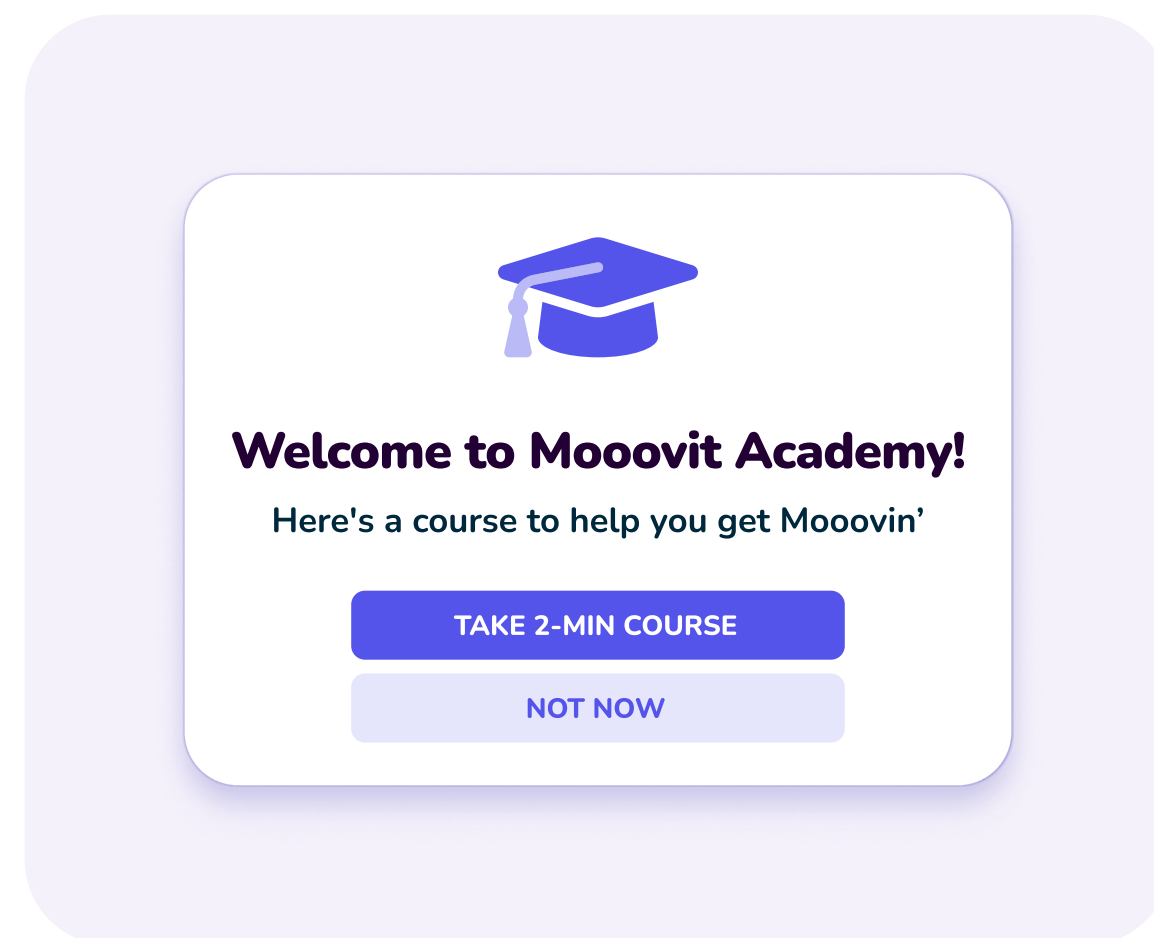 Welcome to Mooovit Academy!
Here's a course to help you get Mooovin’
TAKE 2-MIN COURSE
NOT NOW